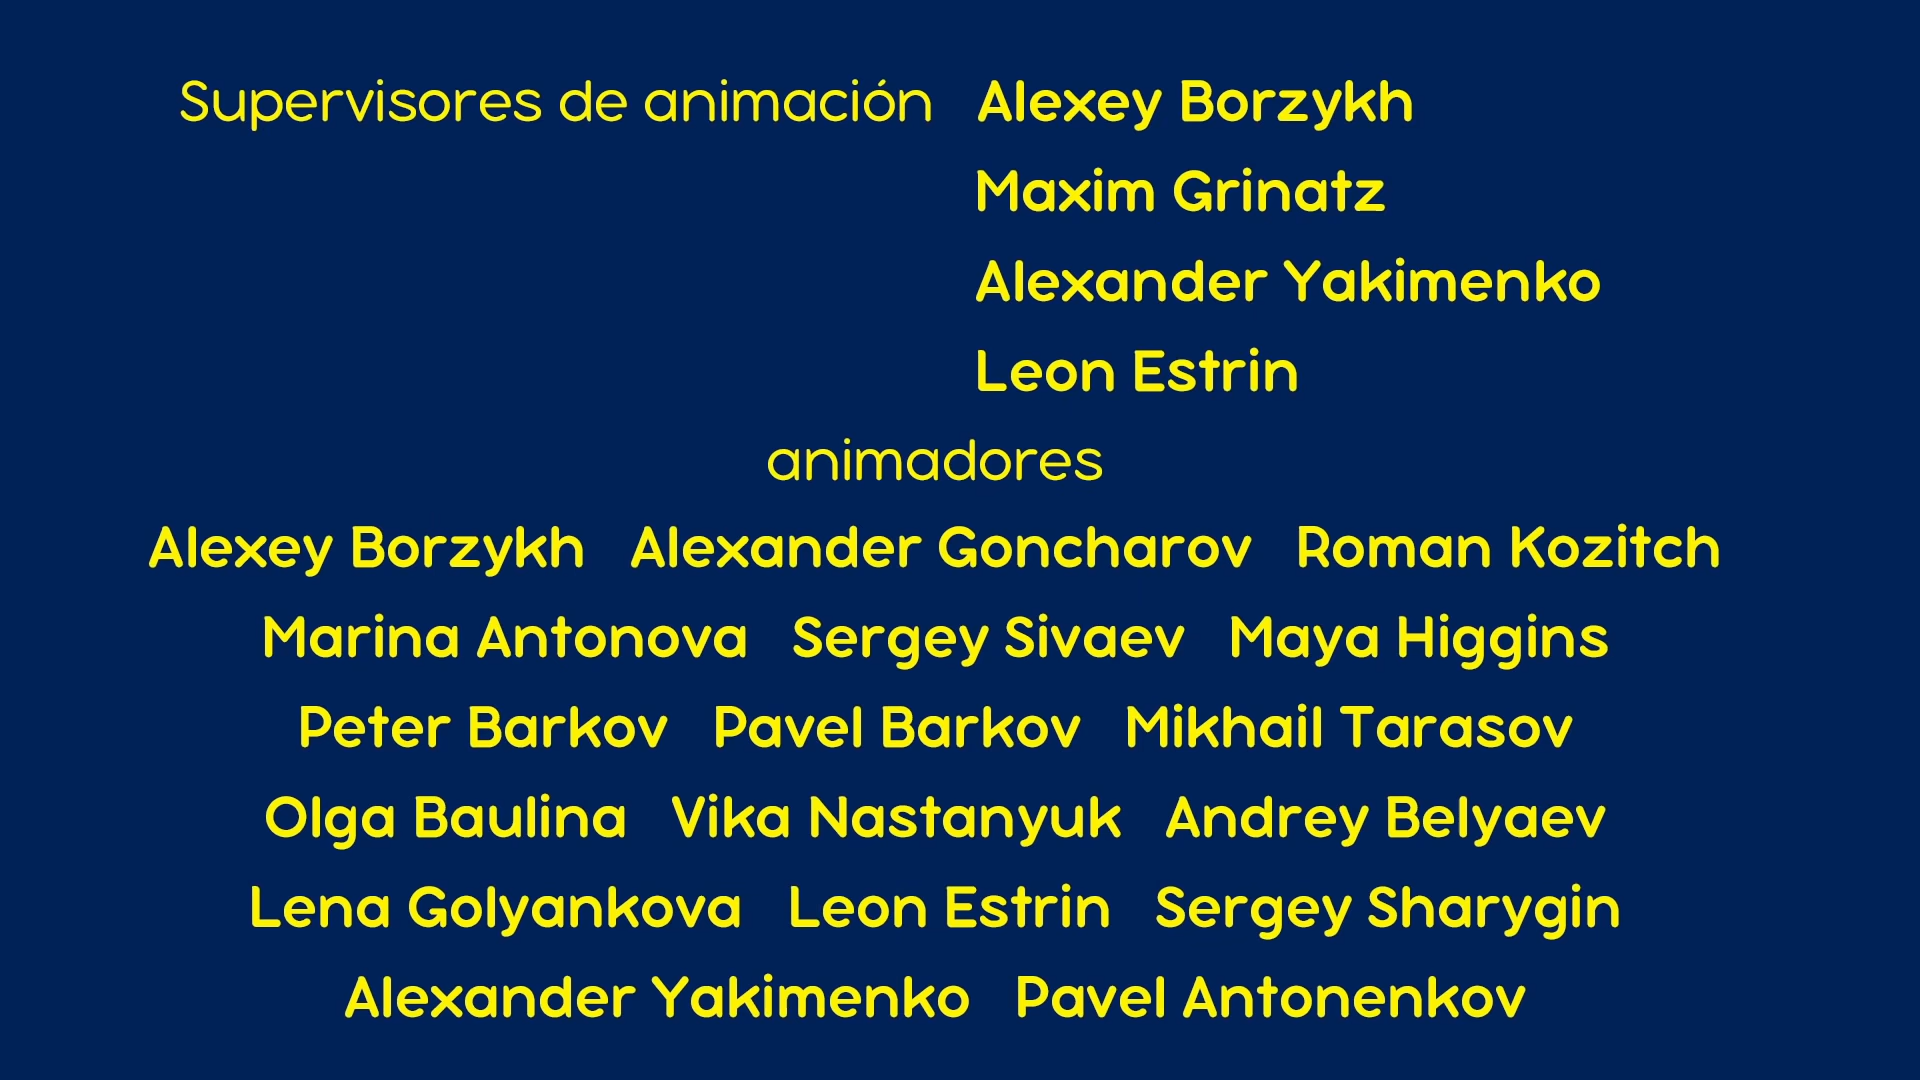 Supervisores de animación Alexey Borzykh
Maxim Grinatz
Alexander Yakimenko
Leon Estrin
animadores
Alexey Borzykh Alexander Goncharov Roman Kozitch
Marina Antonova Sergey Sivaev Maya Higgins
Peter Barkov Pavel Barkov Mikhail Tarasov
Olga Baulina Vika Nastanyuk Andrey Belyaev
Lena Golyankova Leon Estrin Sergey Sharygin
Alexander Yakimenko Pavel Antonenkov